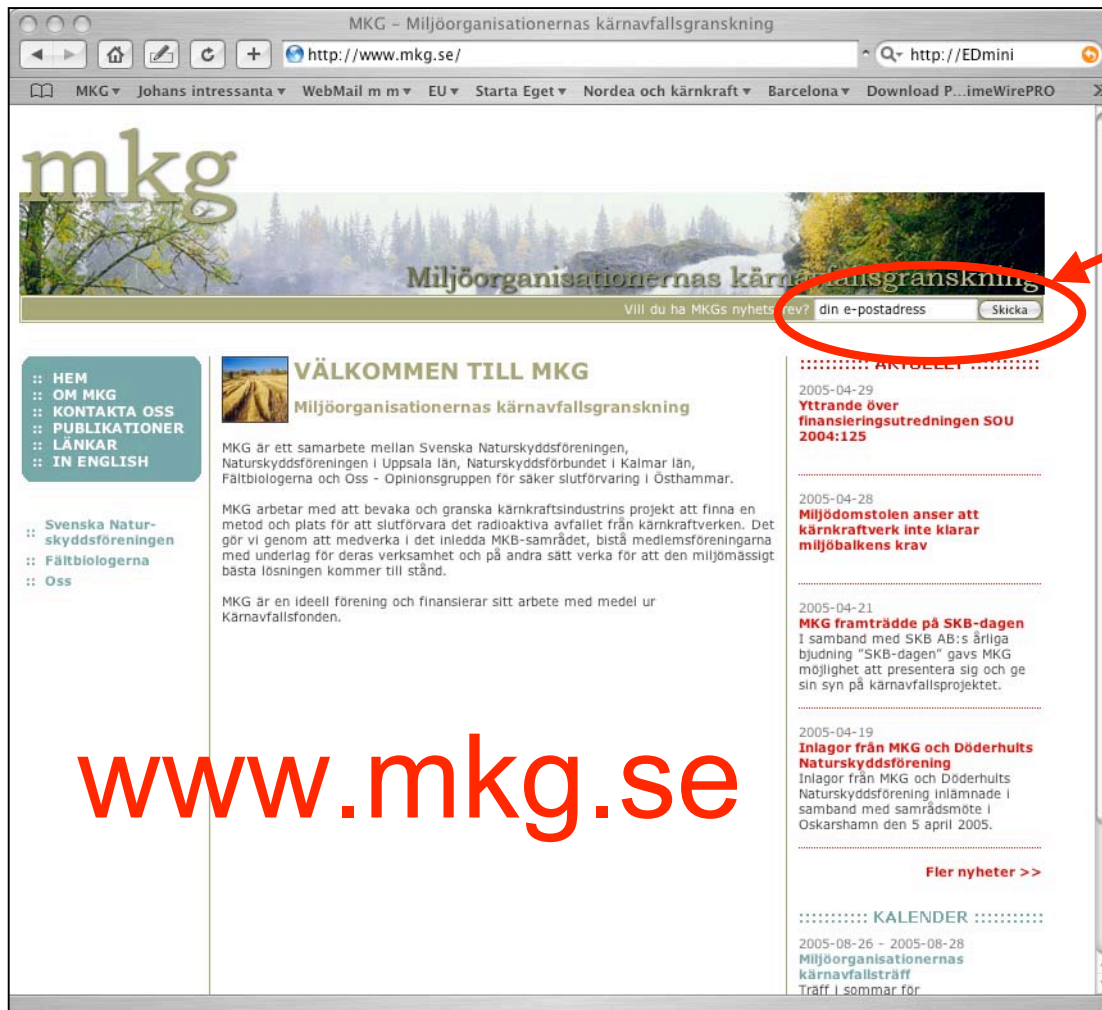 MKG – Miljöorganisationernas kärnavfallsgranskning
http://www.mkg.se/
http://EDmini
MKG
Johans intressanta
WebMail m m
EU
Starta Eget
Nordea och kärnkraft
Barcelona
Download P...imeWirePRO
mkg
Miljöorganisationernas kärnavfallsgranskning
Vill du ha MKGs nyhetsbrev? din e-postadress Skicka
:: HEM
:: OM MKG
:: KONTAKTA OSS
:: PUBLIKATIONER
:: LÄNKAR
:: IN ENGLISH
:: Svenska Natur-
skyddsföreningen
:: Fältbiologerna
:: Oss
VÄLKOMMEN TILL MKG
Miljöorganisationernas kärnavfallsgranskning
MKG är ett samarbete mellan Svenska Naturskyddsföreningen,
Naturskyddsföreningen i Uppsala län, Naturskyddsförbundet i Kalmar län,
Fältbiologerna och Oss - Opinionsgruppen för säker slutförvaring i Östhammar.
MKG arbetar med att bevaka och granska kärnkraftsindustrins projekt att finna en
metod och plats för att slutförvara det radioaktiva avfallet från kärnkraftverken. Det
gör vi genom att medverka i det inledda MKB-samrådet, bistå medlemsföreningarna
med underlag för deras verksamhet och på andra sätt verka för att den miljömässigt
bästa lösningen kommer till stånd.
MKG är en ideell förening och finansierar sitt arbete med medel ur
Kärnavfallsfonden.
www.mkg.se
::::::::::: AKTUELLT :::::::::::
2005-04-29
Yttrande över
finansieringsutredningen SOU
2004:125
2005-04-28
Miljödomstolen anser att
kärnkraftverk inte klarar
miljöbalkens krav
2005-04-21
MKG framträdde på SKB-dagen
I samband med SKB AB:s årliga
bjudning "SKB-dagen" gavs MKG
möjlighet att presentera sig och ge
sin syn på kärnavfallsprojektet.
2005-04-19
Inlagor från MKG och Döderhults
Naturskyddsförening
Inlagor från MKG och Döderhults
Naturskyddsförening inlämnade i
samband med samrådsmöte i
Oskarshamn den 5 april 2005.
Fler nyheter >>
::::::::::: KALENDER :::::::::::
2005-08-26 - 2005-08-28
Miljöorganisationernas
kärnavfallsträff
Träff i sommar för